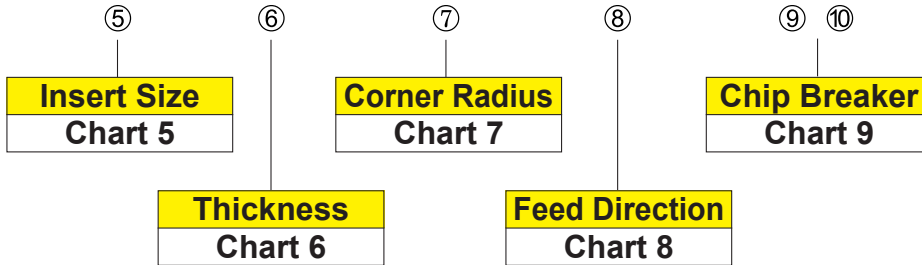 ⑤ ⑥ ⑦ ⑧ ⑨ ⑩
Insert Size
Chart 5
Corner Radius
Chart 7
Chip Breaker
Chart 9
Thickness
Chart 6
Feed Direction
Chart 8